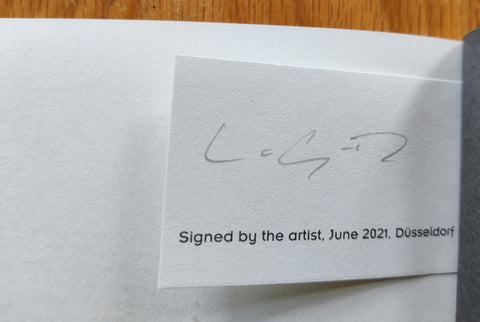 Signed by the artist, June 2021, Düsseldorf